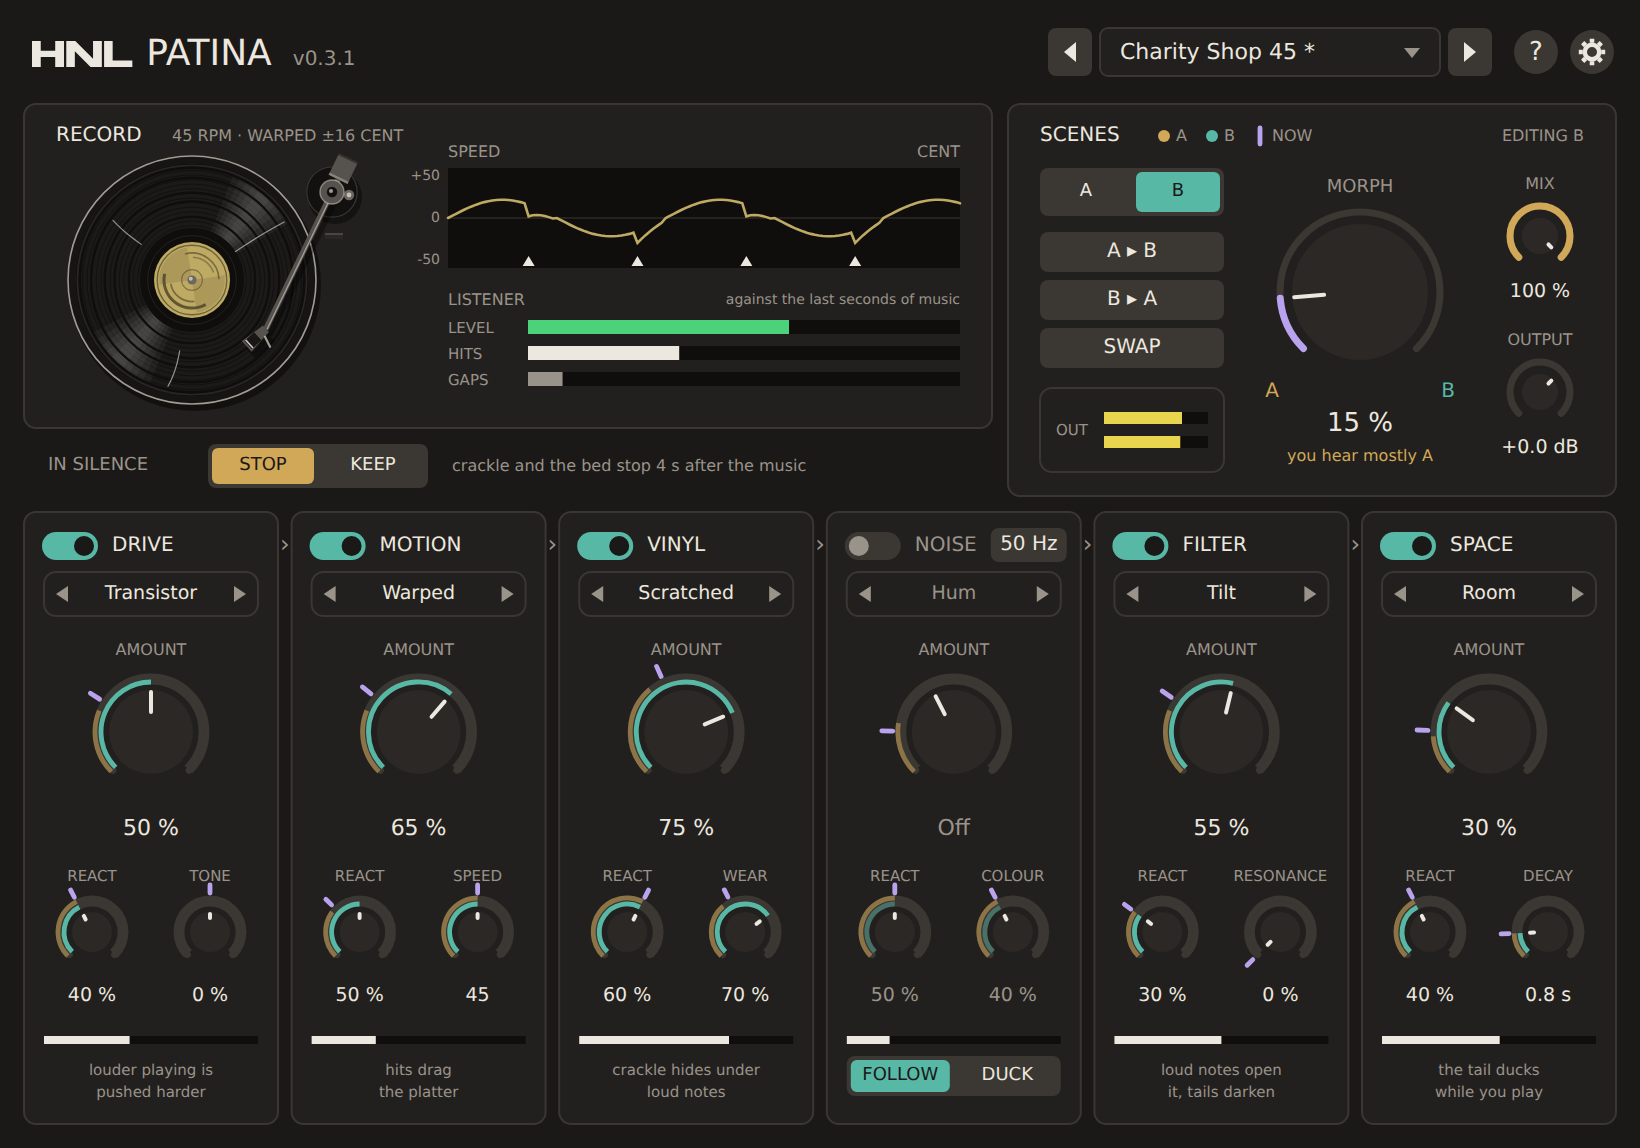 HNL PATINA v0.3.1
Charity Shop 45 *
?
RECORD 45 RPM · WARPED ±16 CENT
SPEED CENT
+50
0
-50
LISTENER against the last seconds of music
LEVEL
HITS
GAPS
IN SILENCE STOP KEEP crackle and the bed stop 4 s after the music
SCENES A B NOW EDITING B
A B
A ▸ B
B ▸ A
SWAP
OUT
MORPH
A B
15 %
you hear mostly A
MIX
100 %
OUTPUT
+0.0 dB
DRIVE
Transistor
AMOUNT
50 %
REACT TONE
40 % 0 %
louder playing is
pushed harder
MOTION
Warped
AMOUNT
65 %
REACT SPEED
50 % 45
hits drag
the platter
VINYL
Scratched
AMOUNT
75 %
REACT WEAR
60 % 70 %
crackle hides under
loud notes
NOISE 50 Hz
Hum
AMOUNT
Off
REACT COLOUR
50 % 40 %
FOLLOW DUCK
FILTER
Tilt
AMOUNT
55 %
REACT RESONANCE
30 % 0 %
loud notes open
it, tails darken
SPACE
Room
AMOUNT
30 %
REACT DECAY
40 % 0.8 s
the tail ducks
while you play